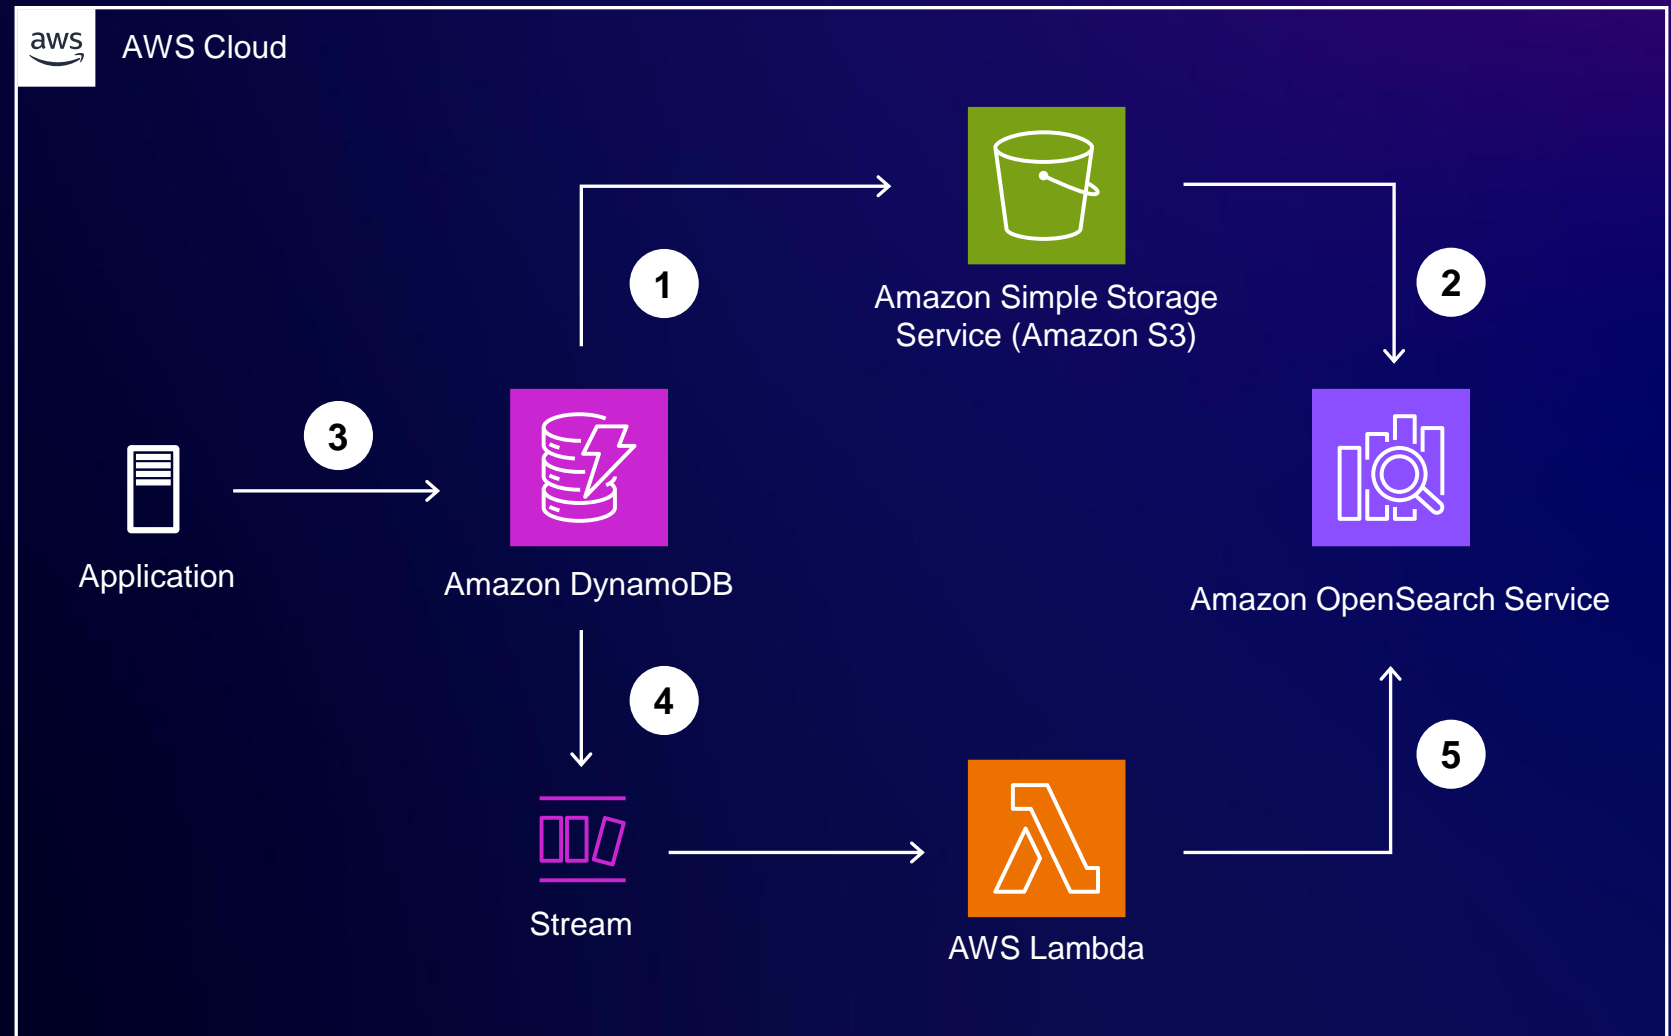 aws
AWS Cloud
1
Amazon Simple Storage
Service (Amazon S3)
2
3
Application
Amazon DynamoDB
Amazon OpenSearch Service
4
5
Stream
AWS Lambda